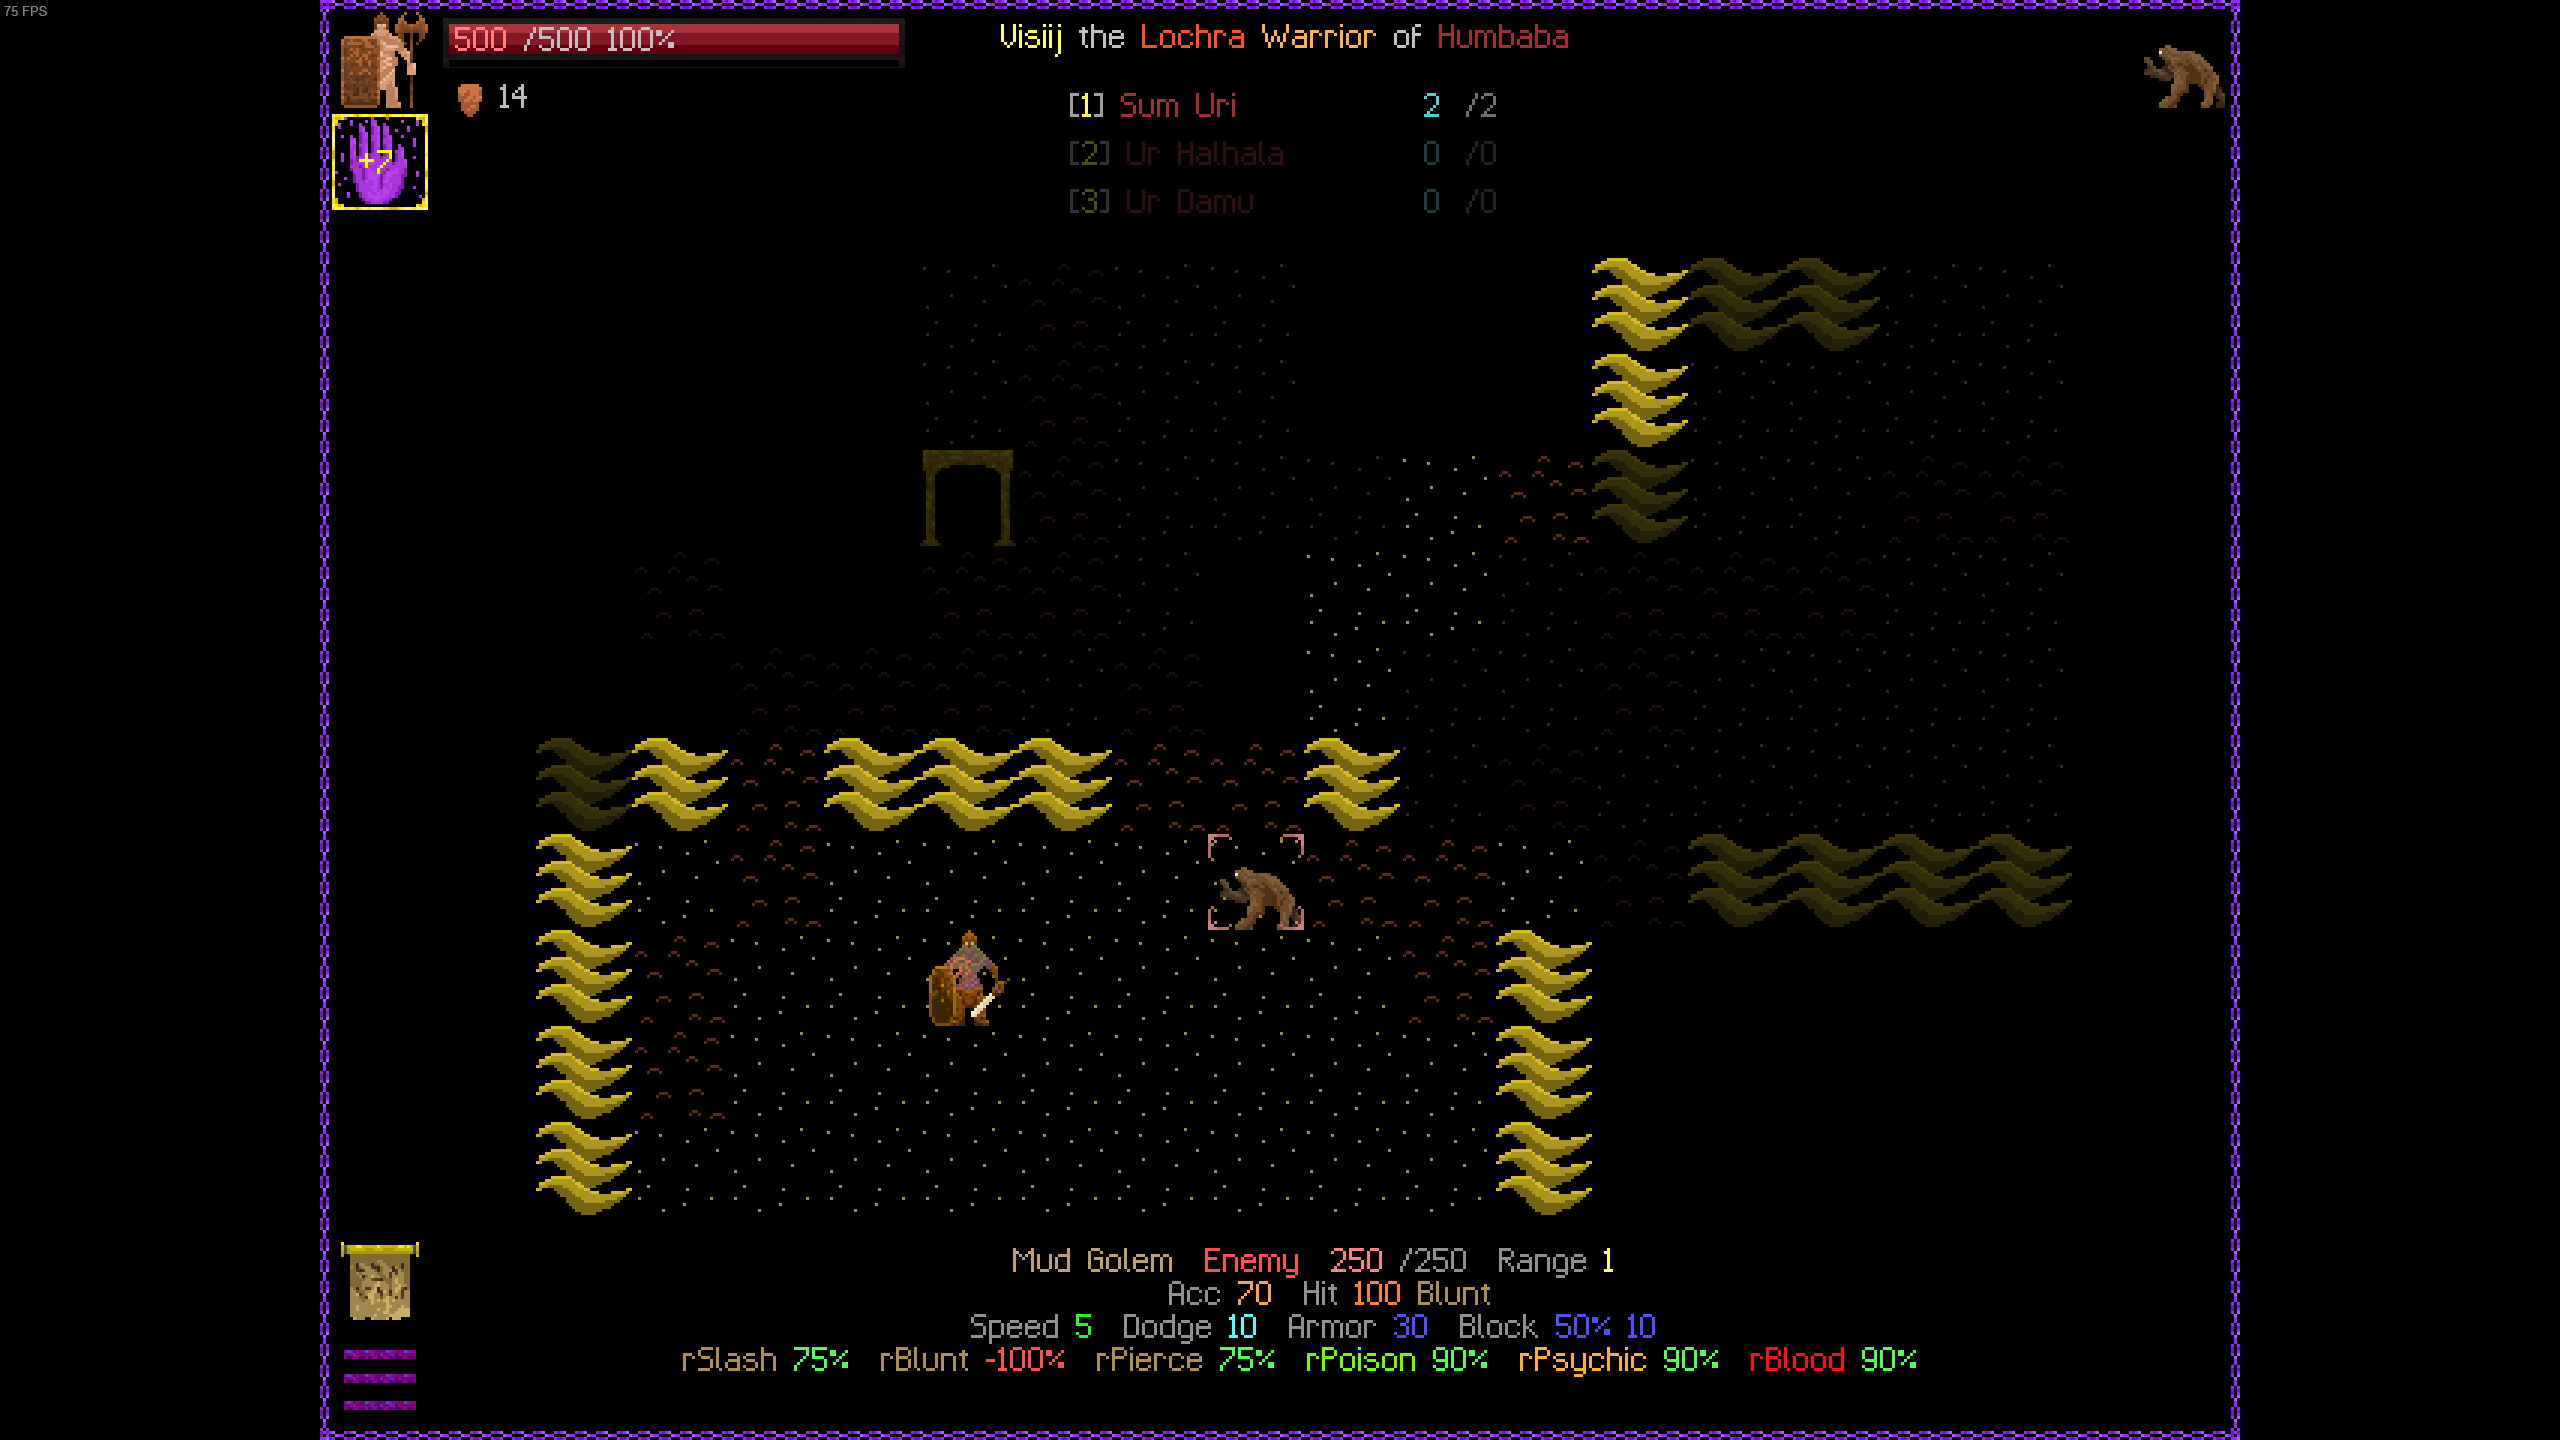 75 FPS
500 /500 100%
Visiij the Lochra Warrior of Humbaba
14
[1] Sum Uri 2 /2
+7
[2] Ur Halhala 0 /0
[3] Ur Damu 0 /0
Mud Golem Enemy 250 /250 Range 1
Acc 70 Hit 100 Blunt
Speed 5 Dodge 10 Armor 30 Block 50% 10
rSlash 75% rBlunt -100% rPierce 75% rPoison 90% rPsychic 90% rBlood 90%